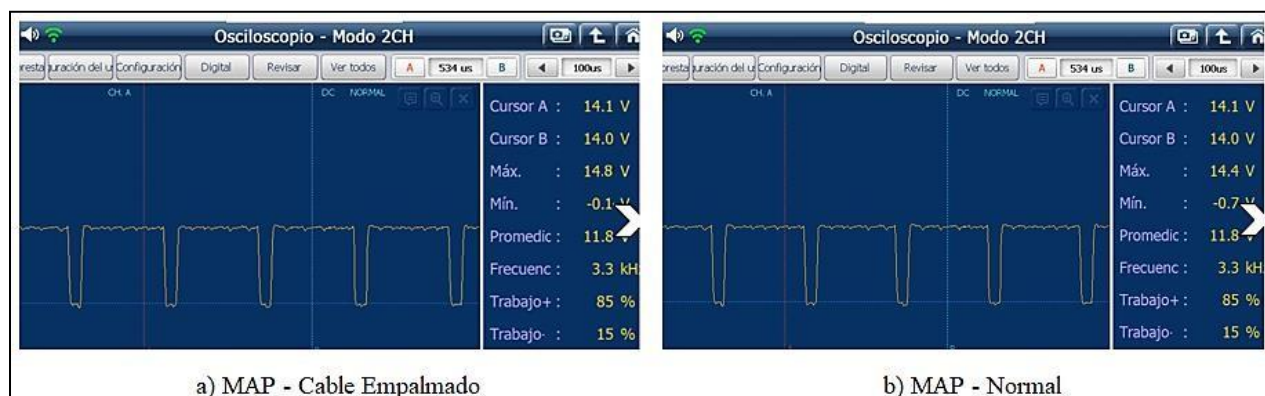 Osciloscopio - Modo 2CH
resta
uración del u
Configuración
Digital
Revisar
Ver todos
A
534 us
B
100us
CH. A
DC NORMAL
Cursor A : 14.1 V
Cursor B : 14.0 V
Máx. : 14.8 V
Mín. : -0.1
Promedic : 11.8 V
Frecuenc : 3.3 kH
Trabajo+ : 85 %
Trabajo- : 15 %
a) MAP - Cable Empalmado
Osciloscopio - Modo 2CH
resta
uración del u
Configuración
Digital
Revisar
Ver todos
A
534 us
B
100us
CH. A
DC NORMAL
Cursor A : 14.1 V
Cursor B : 14.0 V
Máx. : 14.4 V
Mín. : -0.7
Promedic : 11.8 V
Frecuenc : 3.3 kH
Trabajo+ : 85 %
Trabajo- : 15 %
b) MAP - Normal